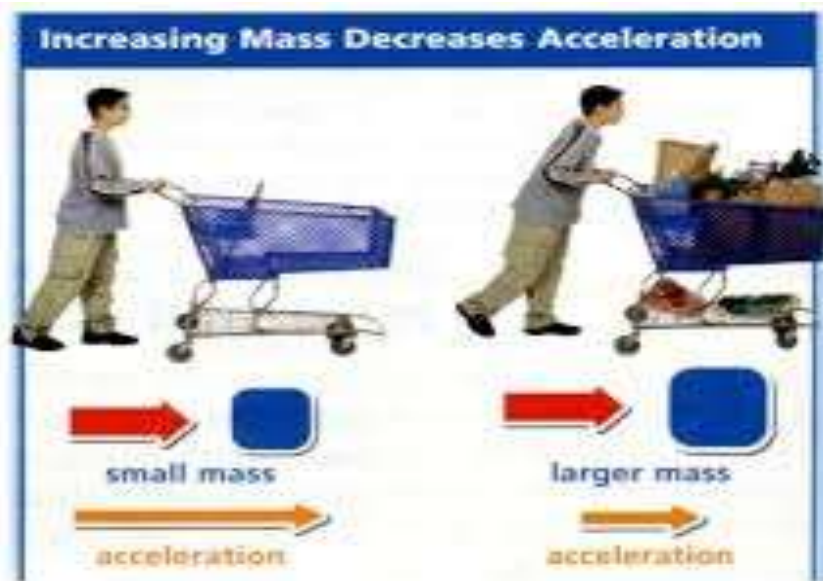 Increasing Mass Decreases Acceleration
small mass
larger mass
acceleration
acceleration